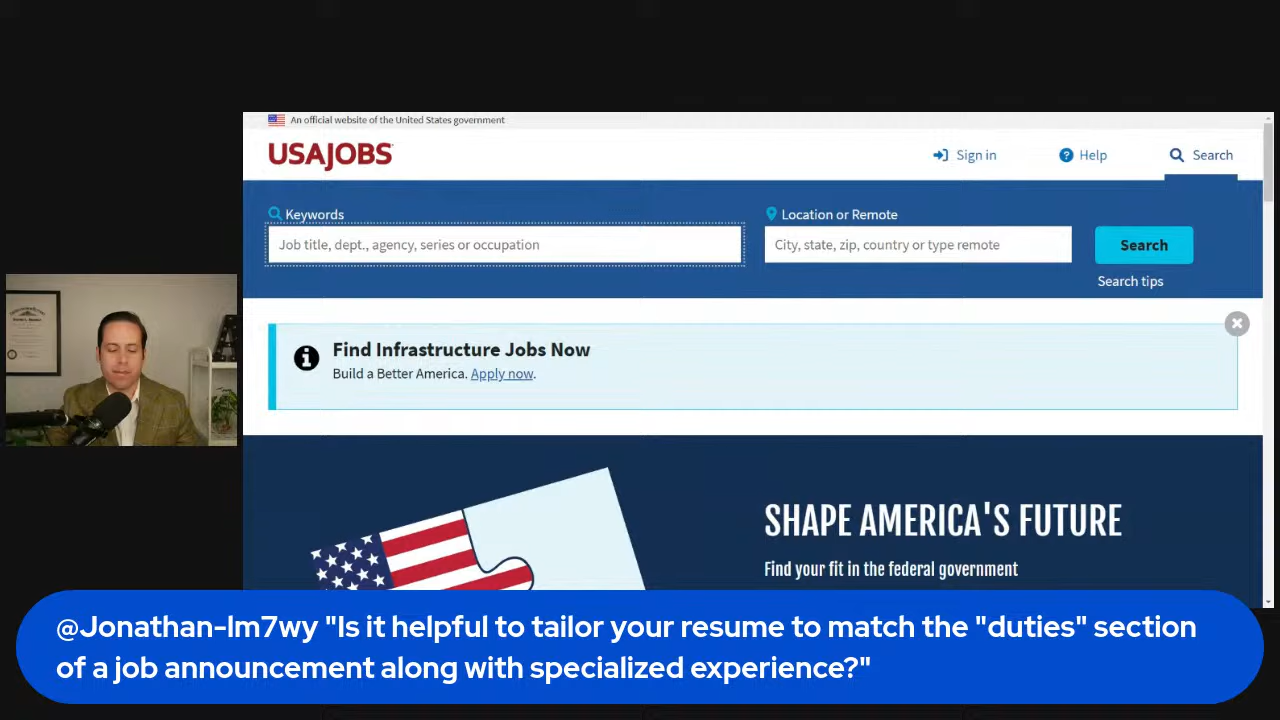 An official website of the United States government
USAJOBS
Sign in
Help
Search
Keywords
Location or Remote
Job title, dept., agency, series or occupation
City, state, zip, country or type remote
Search
Search tips
Find Infrastructure Jobs Now
Build a Better America. Apply now.
SHAPE AMERICA'S FUTURE
Find your fit in the federal government
@Jonathan-lm7wy "Is it helpful to tailor your resume to match the "duties" section
of a job announcement along with specialized experience?"